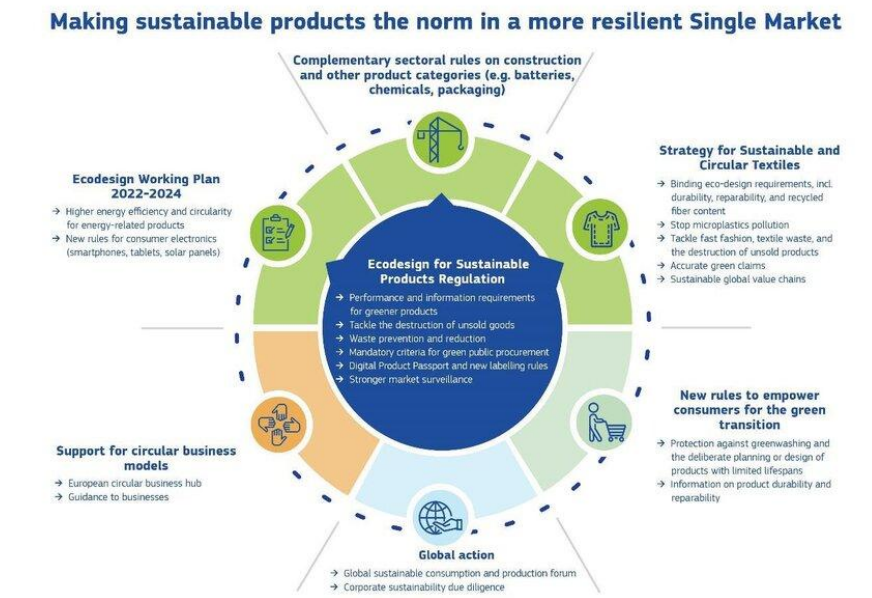 Making sustainable products the norm in a more resilient Single Market
Complementary sectoral rules on construction
and other product categories (e.g. batteries,
chemicals, packaging)
Ecodesign Working Plan
2022-2024
→ Higher energy efficiency and circularity
for energy-related products
→ New rules for consumer electronics
(smartphones, tablets, solar panels)
Strategy for Sustainable and
Circular Textiles
→ Binding eco-design requirements, incl.
durability, reparability, and recycled
fiber content
→ Stop microplastics pollution
→ Tackle fast fashion, textile waste, and
the destruction of unsold products
→ Accurate green claims
→ Sustainable global value chains
Ecodesign for Sustainable
Products Regulation
→ Performance and information requirements
for greener products
→ Tackle the destruction of unsold goods
→ Waste prevention and reduction
→ Mandatory criteria for green public procurement
→ Digital Product Passport and new labelling rules
→ Stronger market surveillance
Support for circular business
models
→ European circular business hub
→ Guidance to businesses
New rules to empower
consumers for the green
transition
→ Protection against greenwashing and
the deliberate planning or design of
products with limited lifespans
→ Information on product durability and
reparability
Global action
→ Global sustainable consumption and production forum
→ Corporate sustainability due diligence